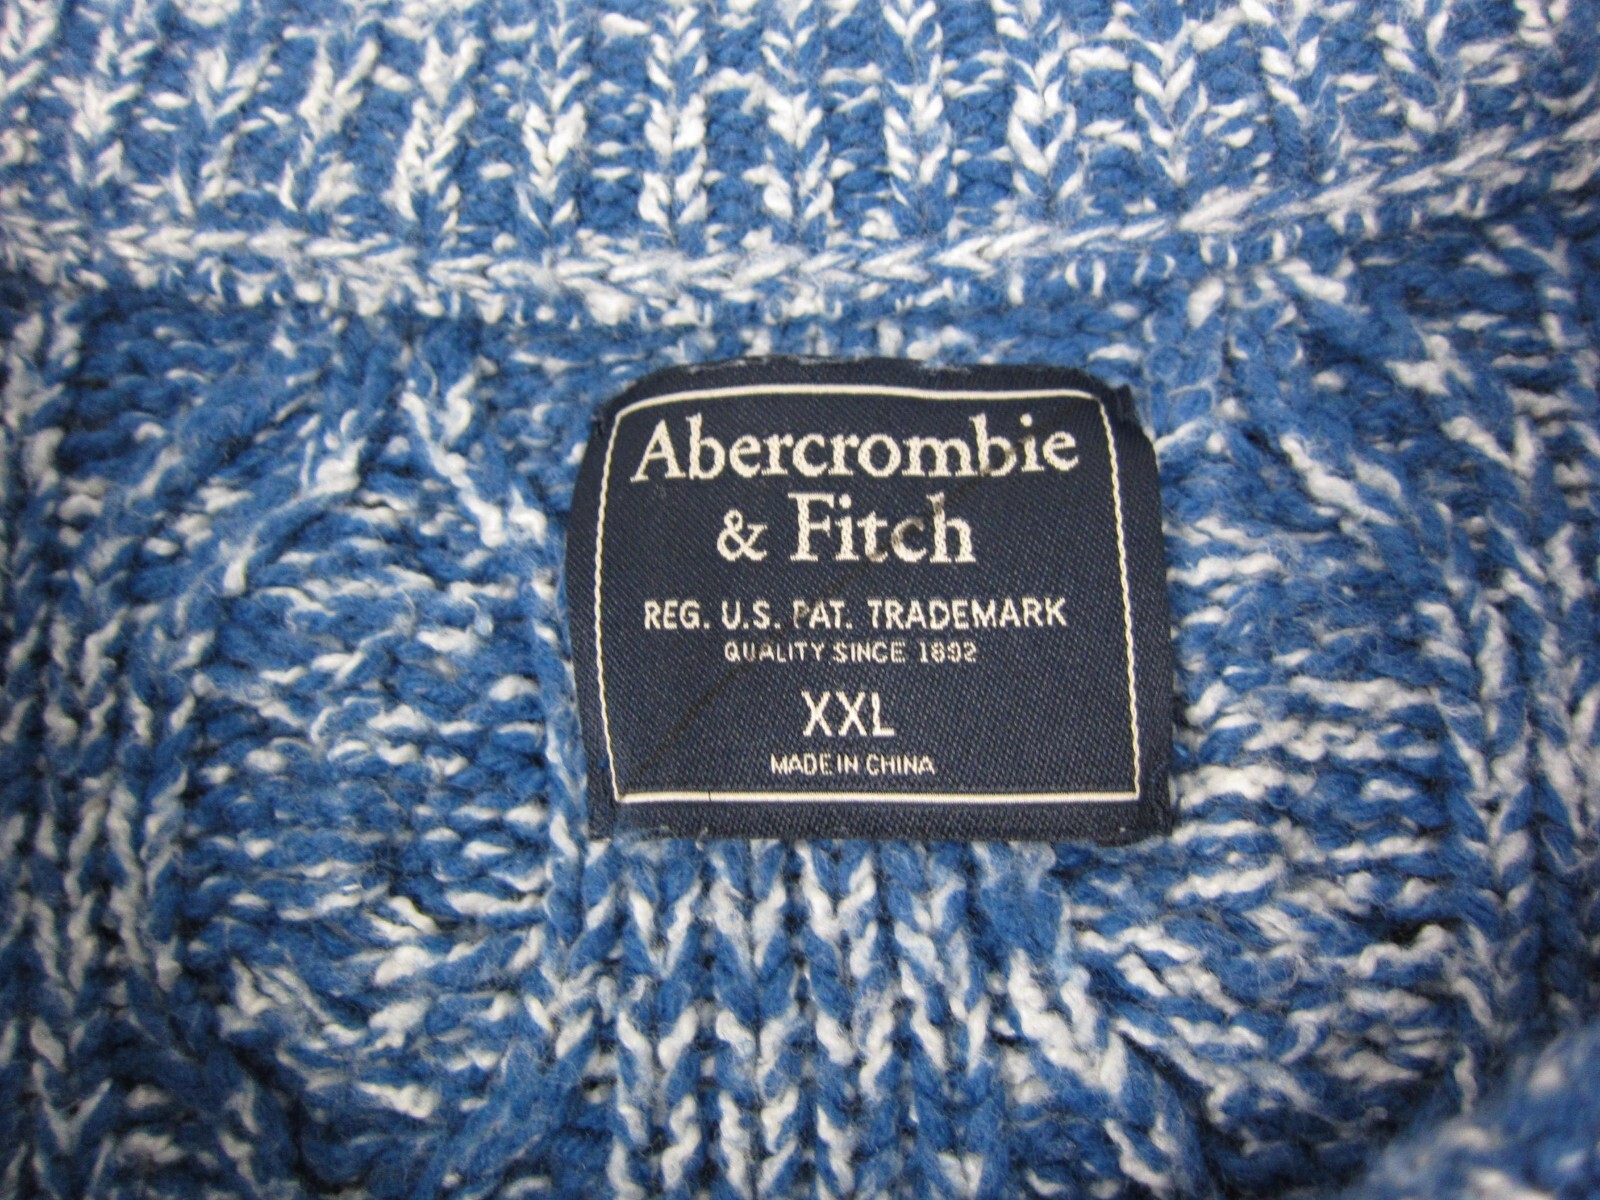 Abercrombie
& Fitch
REG. U.S. PAT. TRADEMARK
QUALITY SINCE 1892
XXL
MADE IN CHINA